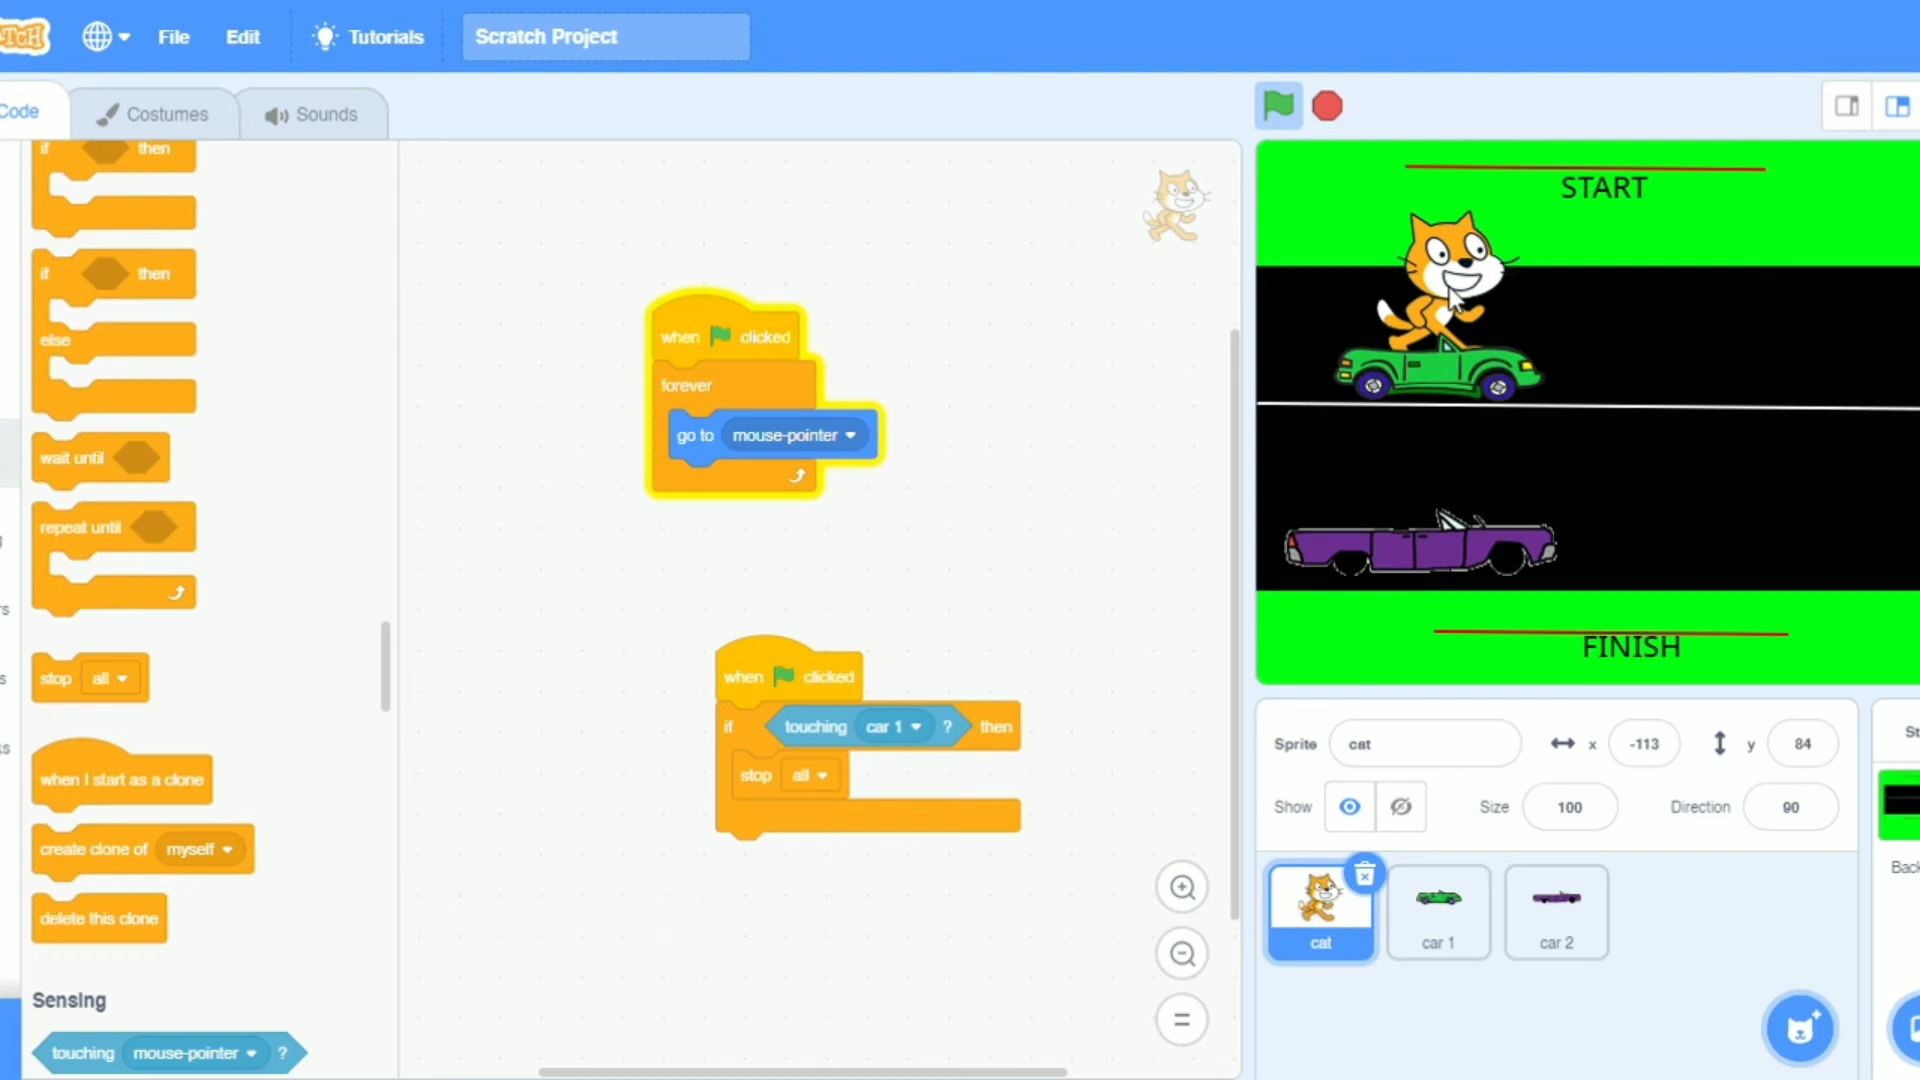 TCH
File
Edit
Tutorials
Scratch Project
Code
Costumes
Sounds
if then
if then
else
wait until
repeat until
stop all
when I start as a clone
create clone of myself
delete this clone
Sensing
touching mouse-pointer ?
when clicked
forever
go to mouse-pointer
when clicked
if touching car 1 ? then
stop all
START
FINISH
Sprite cat x -113 y 84
Show Size 100 Direction 90
cat
car 1
car 2
St
Back